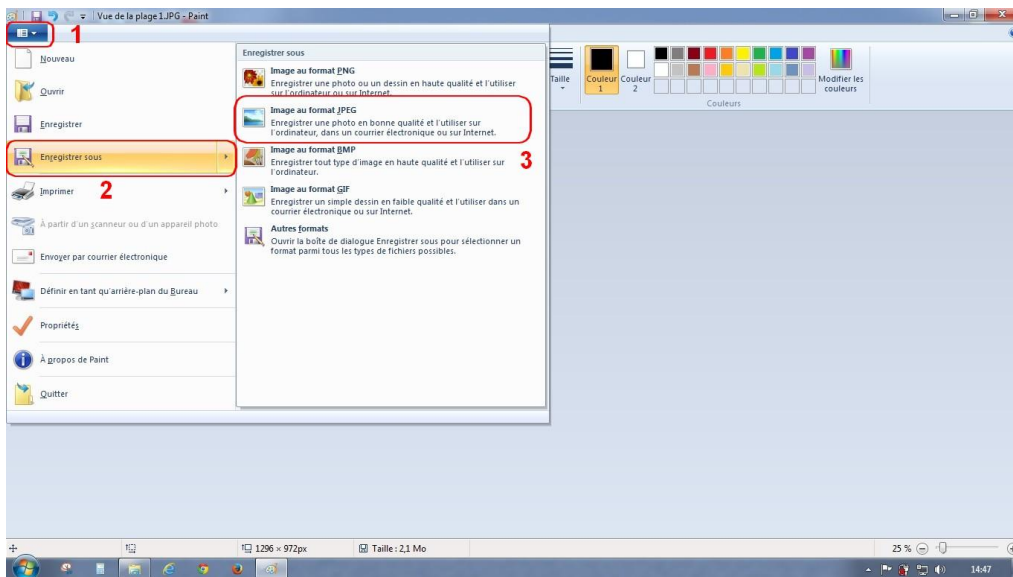 Vue de la plage 1.JPG - Paint
1
Nouveau
Ouvrir
Enregistrer
Enregistrer sous
2
Imprimer
À partir d'un scanneur ou d'un appareil photo
Envoyer par courrier électronique
Définir en tant qu'arrière-plan du Bureau
Propriétés
À propos de Paint
Quitter
Enregistrer sous
Image au format PNG
Enregistrer une photo ou un dessin en haute qualité et l'utiliser
sur l'ordinateur ou sur Internet.
Image au format JPEG
Enregistrer une photo en bonne qualité et l'utiliser sur
l'ordinateur, dans un courrier électronique ou sur Internet.
3
Image au format BMP
Enregistrer tout type d'image en haute qualité et l'utiliser sur
l'ordinateur.
Image au format GIF
Enregistrer un simple dessin en faible qualité et l'utiliser dans un
courrier électronique ou sur Internet.
Autres formats
Ouvrir la boîte de dialogue Enregistrer sous pour sélectionner un
format parmi tous les types de fichiers possibles.
Taille
Couleur
1
Couleur
2
Modifier les
couleurs
Couleurs
1296 × 972px
Taille : 2,1 Mo
25 %
14:47